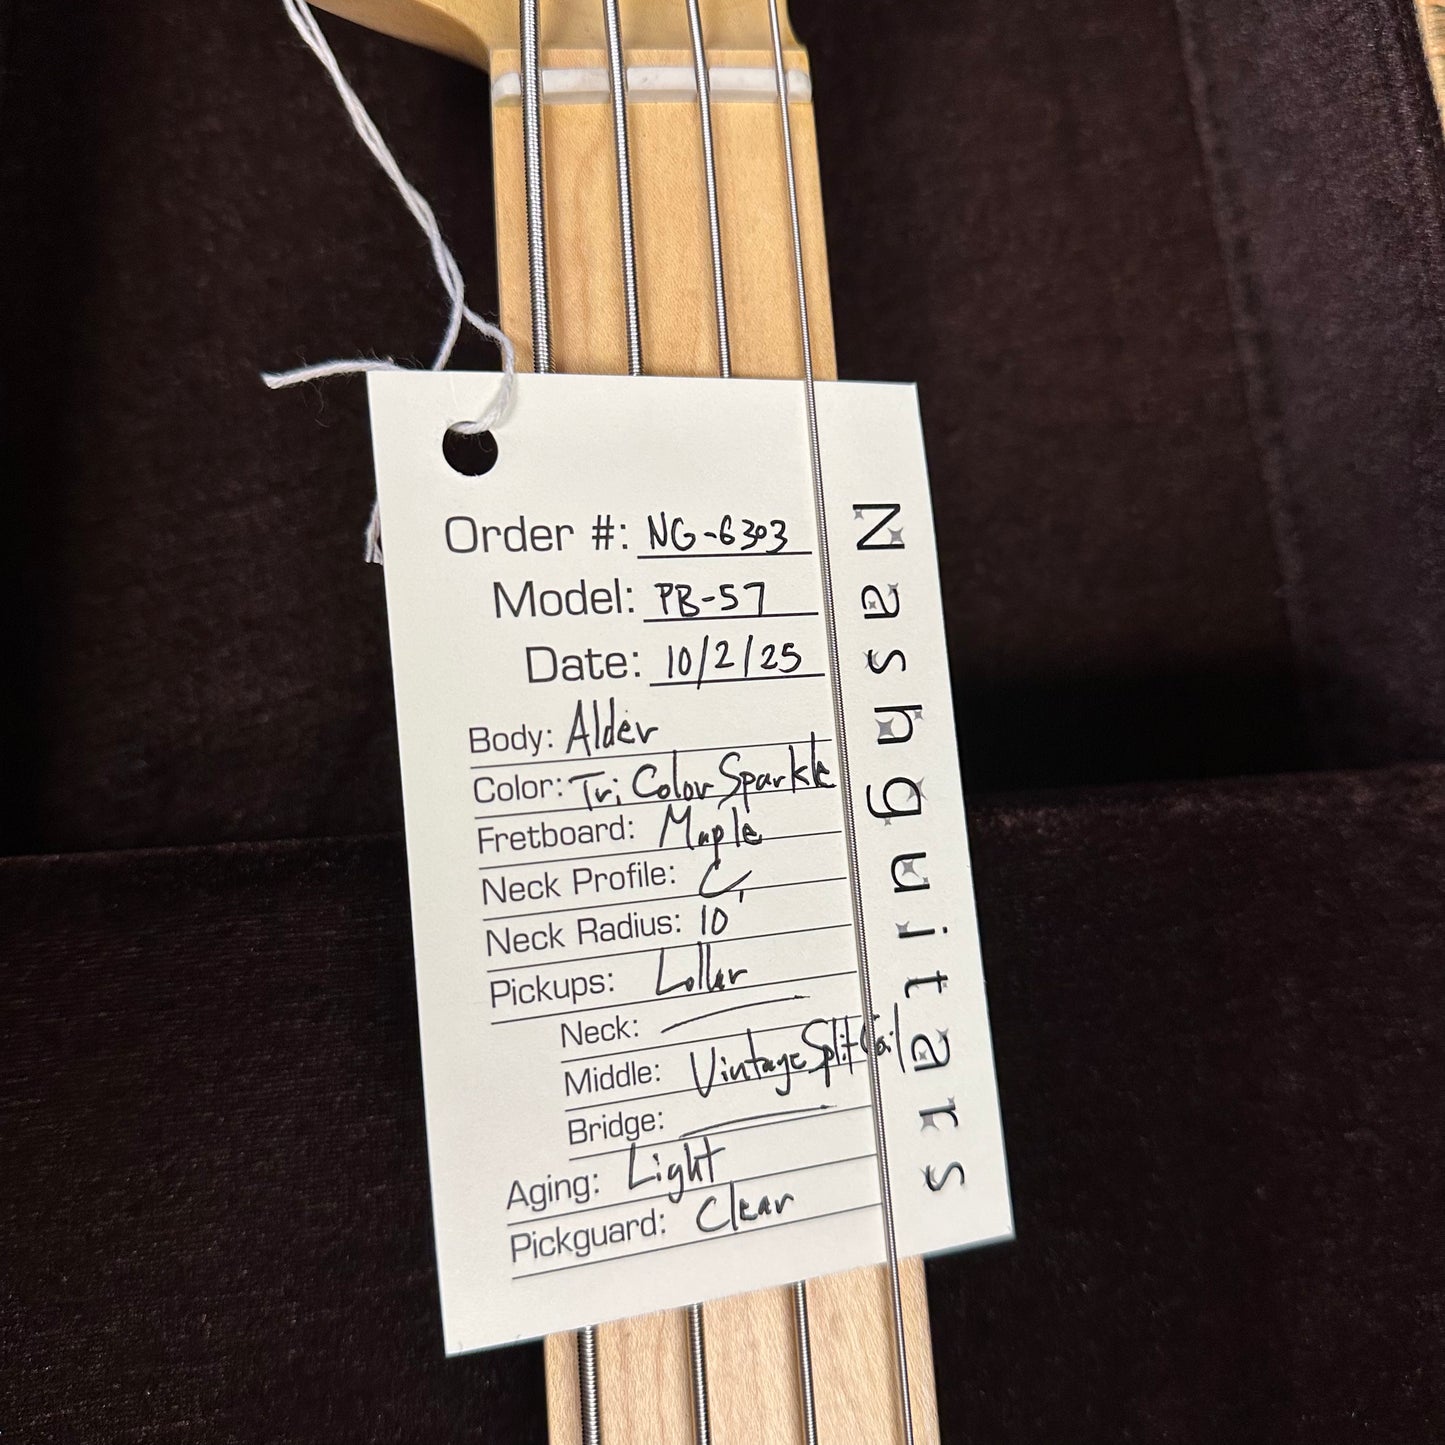 Order #: NG-6303
Model: PB-57
Date: 10/2/25
Body: Alder
Color: Tri Color Sparkle
Fretboard: Maple
Neck Profile: C
Neck Radius: 10
Pickups: Lollar
Neck:
Middle: Vintage Split Coil
Bridge:
Aging: Light
Pickguard: Clear
Nashguitars